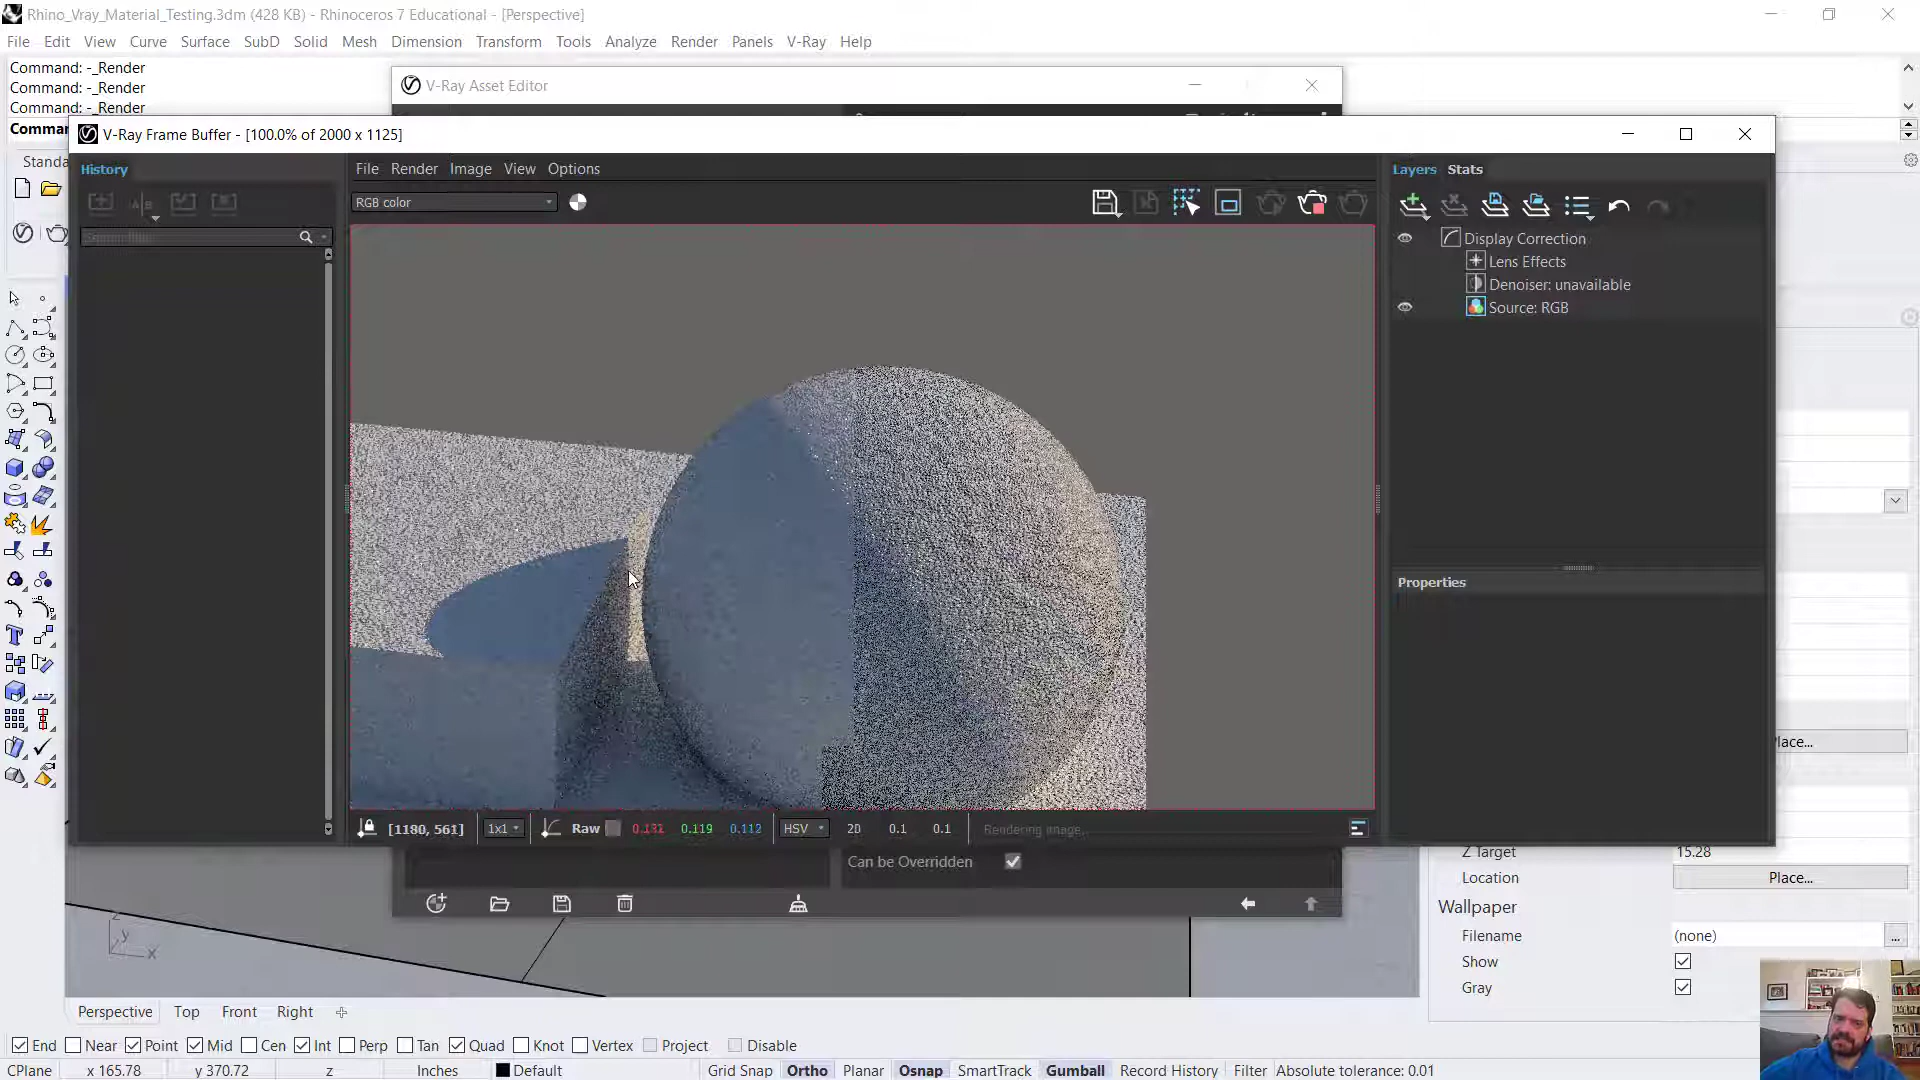 Rhino_Vray_Material_Testing.3dm (428 KB) - Rhinoceros 7 Educational - [Perspective]
File Edit View Curve Surface SubD Solid Mesh Dimension Transform Tools Analyze Render Panels V-Ray Help
Command: -_Render
Command: -_Render
Command: -_Render
V-Ray Asset Editor
V-Ray Frame Buffer - [100.0% of 2000 x 1125]
History
File Render Image View Options
Layers Stats
RGB color
Display Correction
Lens Effects
Denoiser: unavailable
Source: RGB
Properties
[1180, 561] 1x1 Raw 0.131 0.119 0.112 HSV 20 0.1 0.1 Rendering image...
Can be Overridden
Z Target 15.28
Location Place...
Wallpaper
Filename (none) ...
Show
Gray
Perspective Top Front Right
End Near Point Mid Cen Int Perp Tan Quad Knot Vertex Project Disable
CPlane x 165.78 y 370.72 z Inches Default Grid Snap Ortho Planar Osnap SmartTrack Gumball Record History Filter Absolute tolerance: 0.01